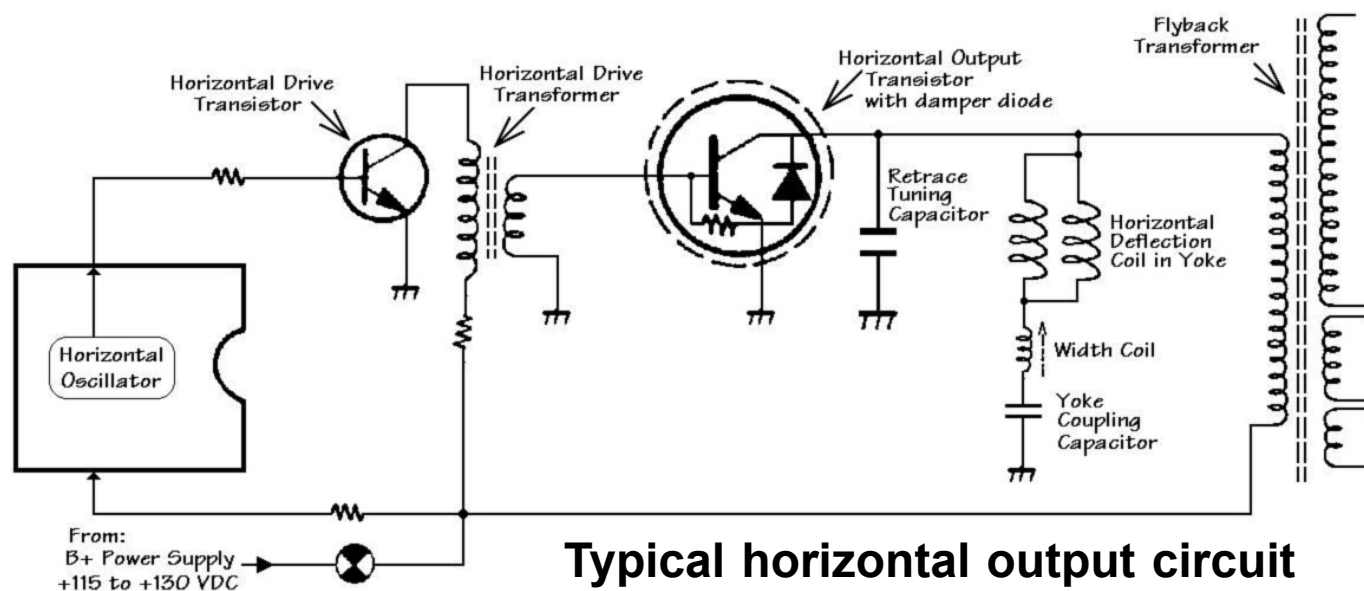 Flyback
Transformer
Horizontal Drive
Transistor
Horizontal Drive
Transformer
Horizontal Output
Transistor
with damper diode
Retrace
Tuning
Capacitor
Horizontal
Deflection
Coil in Yoke
Horizontal
Oscillator
Width Coil
Yoke
Coupling
Capacitor
From:
B+ Power Supply
+115 to +130 VDC
Typical horizontal output circuit